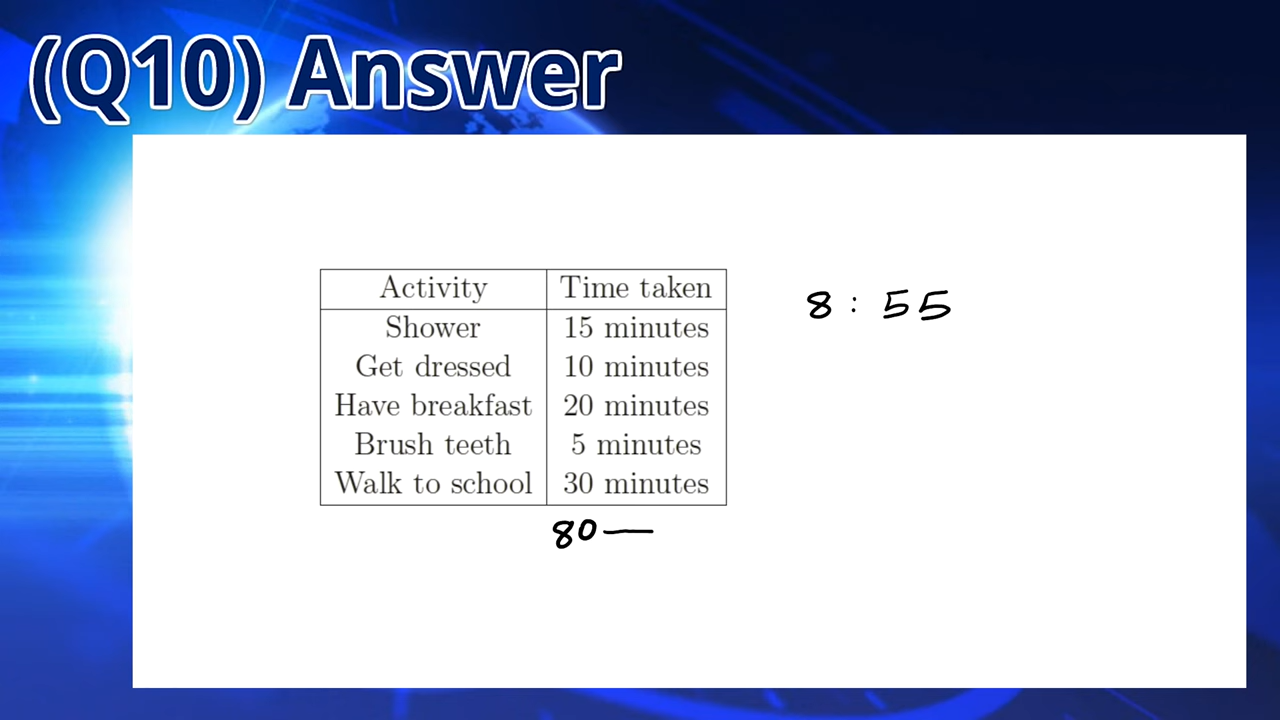 (Q10) Answer
Activity Time taken
Shower 15 minutes
Get dressed 10 minutes
Have breakfast 20 minutes
Brush teeth 5 minutes
Walk to school 30 minutes
8 : 55
80